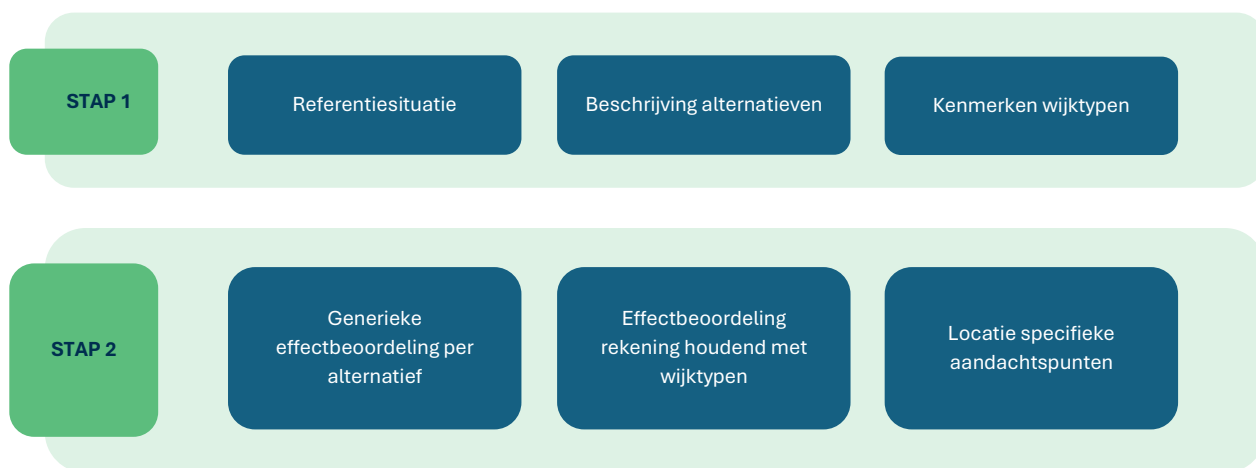 STAP 1
Referentiesituatie
Beschrijving alternatieven
Kenmerken wijktypen
STAP 2
Generieke
effectbeoordeling per
alternatief
Effectbeoordeling
rekening houdend met
wijktypen
Locatie specifieke
aandachtspunten